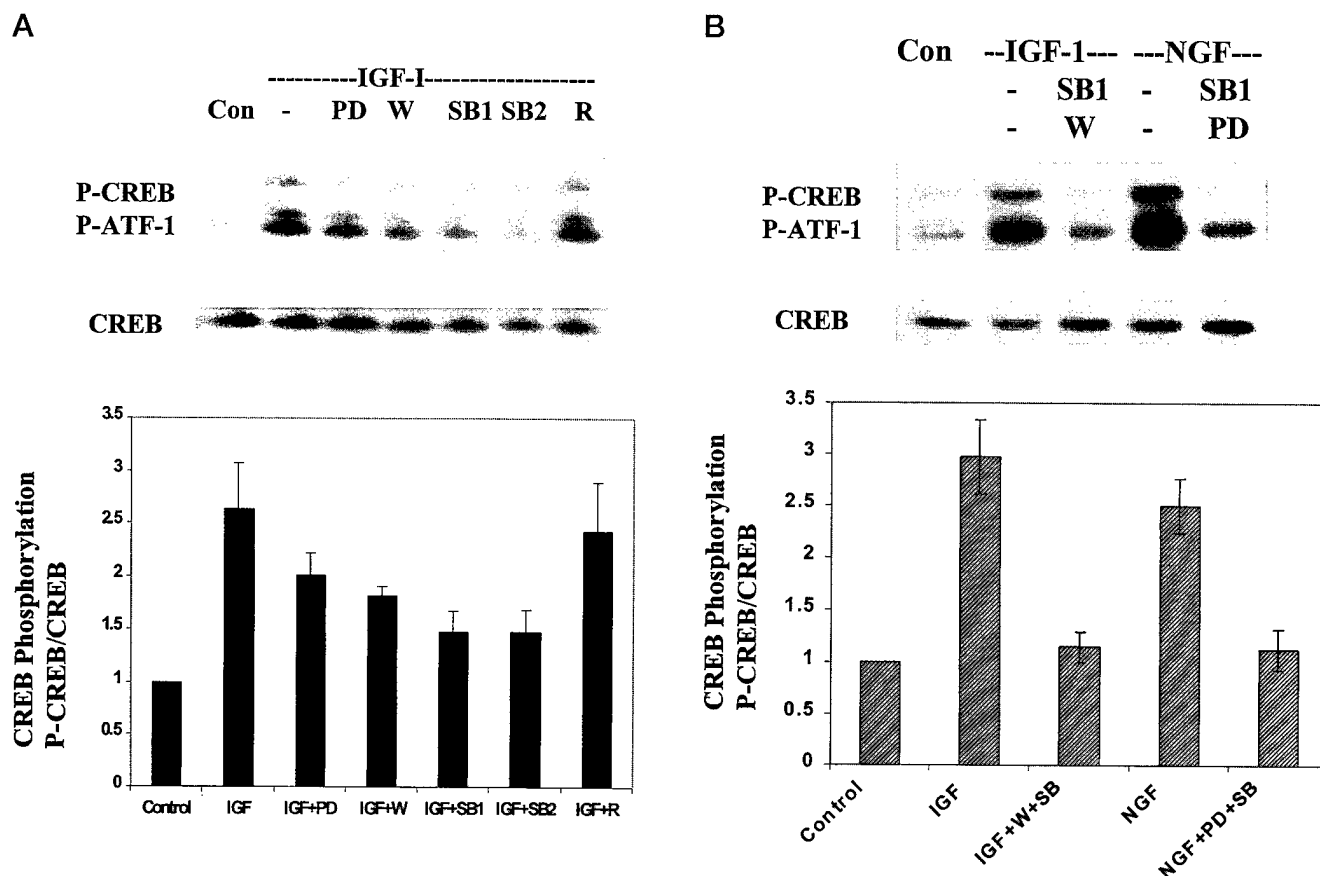 A
----------IGF-I------------------
Con - PD W SB1 SB2 R
P-CREB
P-ATF-1
CREB
CREB Phosphorylation
P-CREB/CREB
3.5
3
2.5
2
1.5
1
0.5
0
Control IGF IGF+PD IGF+W IGF+SB1 IGF+SB2 IGF+R
B
Con --IGF-1--- ---NGF---
- SB1 - SB1
- W - PD
P-CREB
P-ATF-1
CREB
CREB Phosphorylation
P-CREB/CREB
3.5
3
2.5
2
1.5
1
0.5
0
Control IGF IGF+W+SB NGF NGF+PD+SB